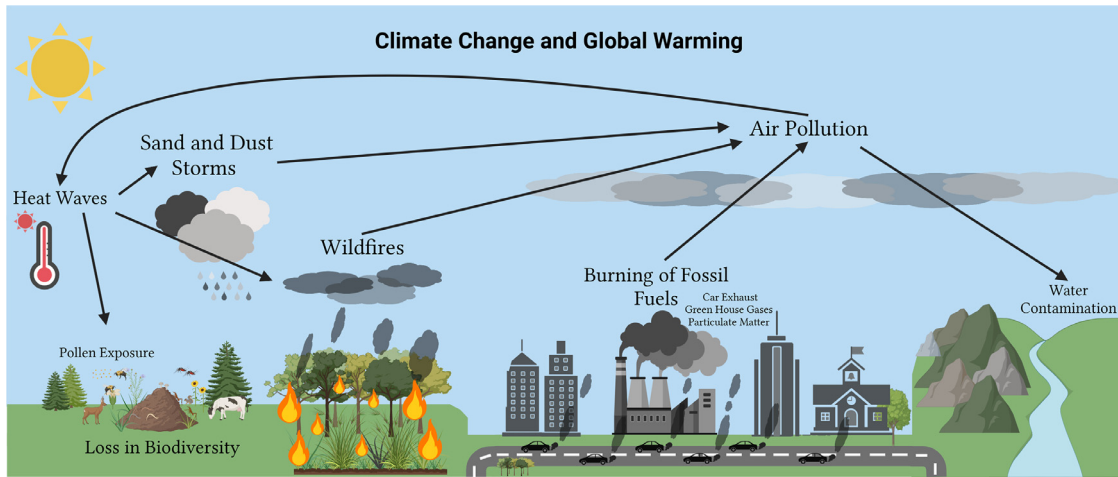 Climate Change and Global Warming
Sand and Dust
Storms
Air Pollution
Heat Waves
Wildfires
Burning of Fossil
Fuels
Car Exhaust
Green House Gases
Particulate Matter
Water
Contamination
Pollen Exposure
Loss in Biodiversity